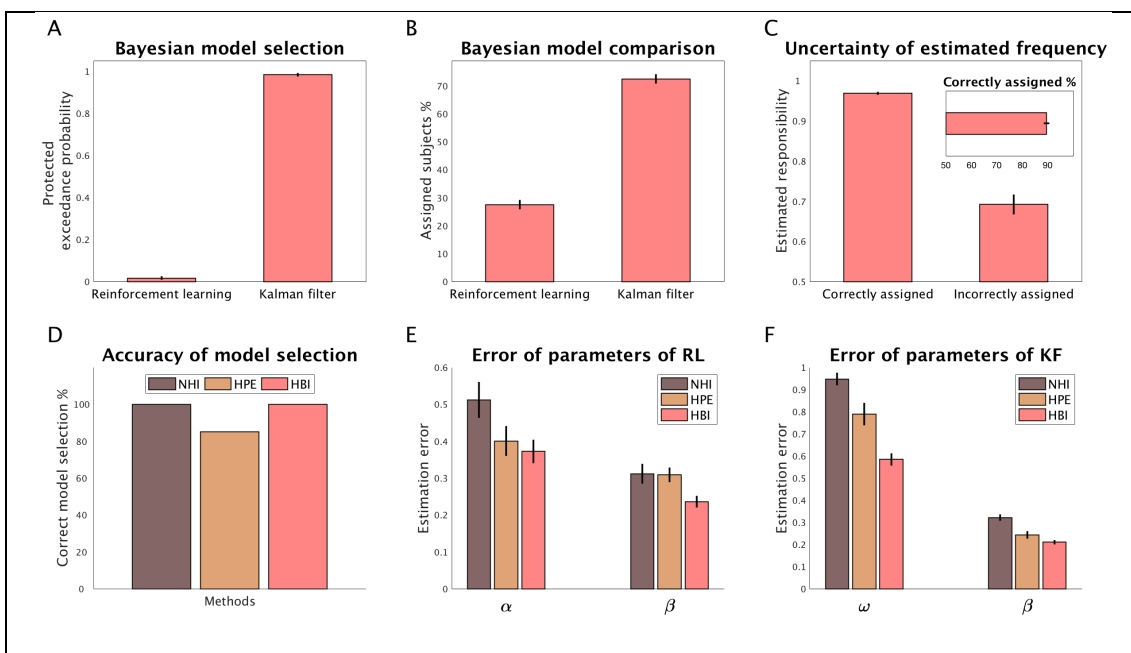 A
Bayesian model selection
Protected
exceedance probability
1
0.8
0.6
0.4
0.2
0
Reinforcement learning
Kalman filter
B
Bayesian model comparison
Assigned subjects %
70
60
50
40
30
20
10
0
Reinforcement learning
Kalman filter
C
Uncertainty of estimated frequency
Estimated responsibility
1
0.9
0.8
0.7
0.6
0.5
Correctly assigned %
50 60 70 80 90
Correctly assigned
Incorrectly assigned
D
Accuracy of model selection
NHI HPE HBI
Correct model selection %
100
80
60
40
20
0
Methods
E
Error of parameters of RL
NHI
HPE
HBI
Estimation error
0.6
0.5
0.4
0.3
0.2
0.1
0
α
β
F
Error of parameters of KF
NHI
HPE
HBI
Estimation error
1
0.9
0.8
0.7
0.6
0.5
0.4
0.3
0.2
0.1
0
ω
β